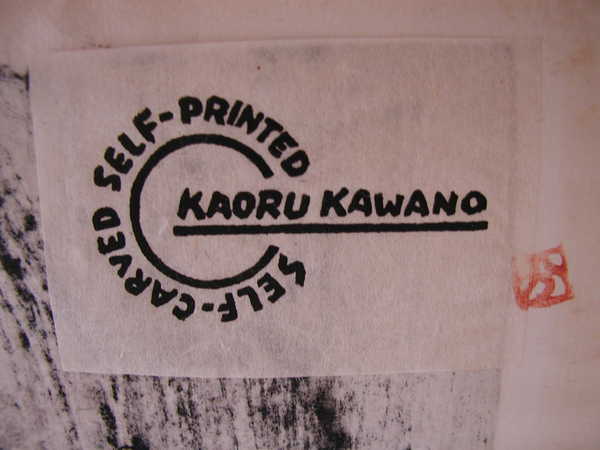 SELF-CARVED SELF-PRINTED
KAORU KAWANO